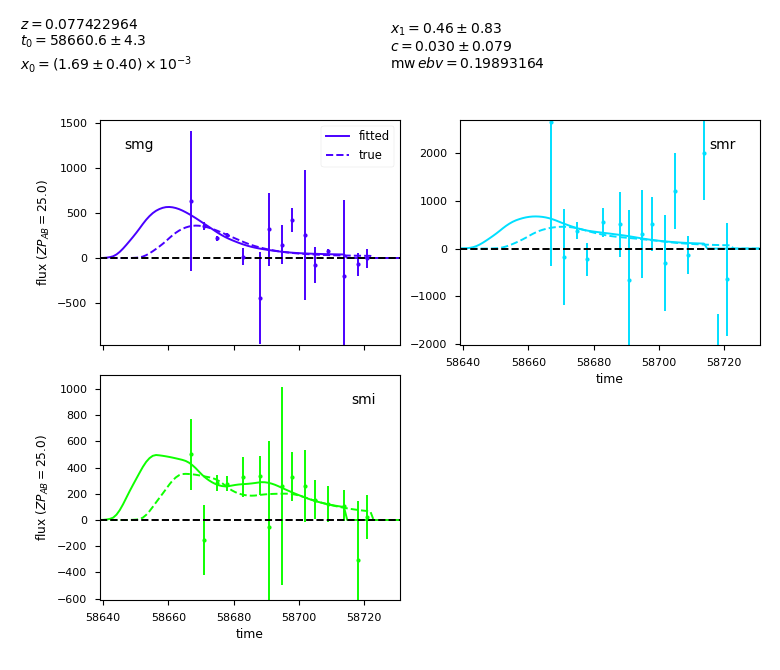 z = 0.077422964
t₀ = 58660.6 ± 4.3
x₀ = (1.69 ± 0.40) × 10⁻³
x₁ = 0.46 ± 0.83
c = 0.030 ± 0.079
mw ebv = 0.19893164
1500
1000
500
0
−500
flux (ZP_AB = 25.0)
smg
fitted
true
2000
1000
0
−1000
−2000
smr
58640 58660 58680 58700 58720
time
1000
800
600
400
200
0
−200
−400
−600
flux (ZP_AB = 25.0)
smi
58640 58660 58680 58700 58720
time